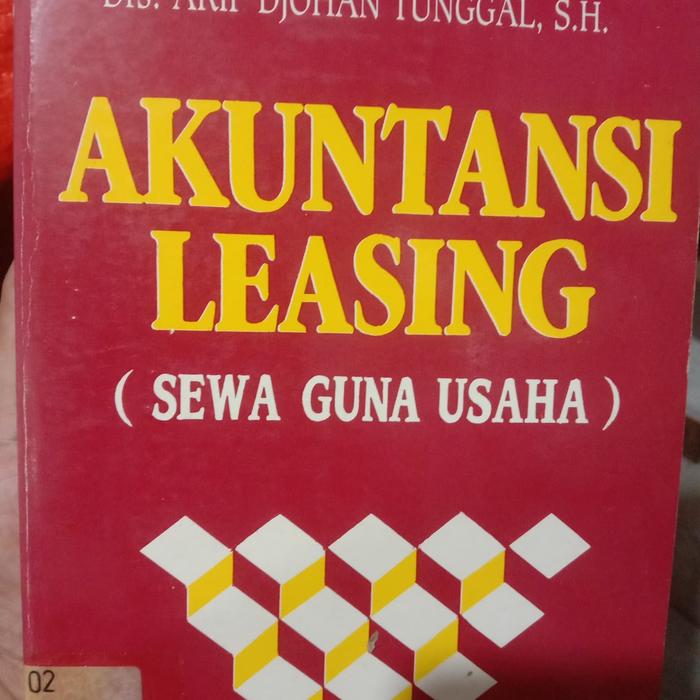 Drs. ARIF DJOHAN TUNGGAL, S.H.
AKUNTANSI
LEASING
( SEWA GUNA USAHA )
02